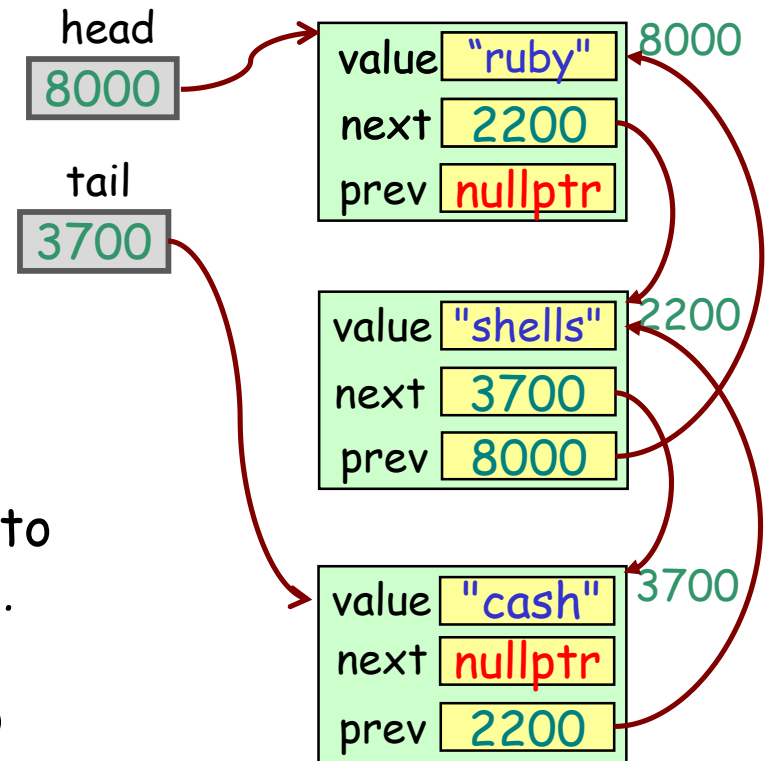 head
8000
tail
3700
value “ruby" 8000
next 2200
prev nullptr
value "shells" 2200
next 3700
prev 8000
to
.
value "cash" 3700
next nullptr
prev 2200